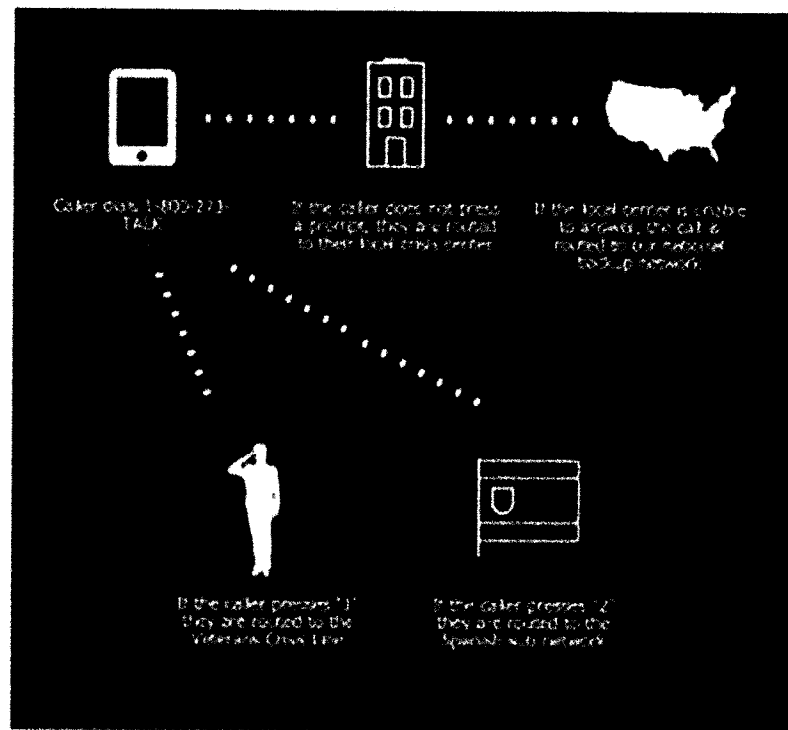 Caller dials 1-800-273-
TALK
If the caller does not press
a prompt, they are routed
to their local crisis center
If the local center is unable
to answer, the call is
routed to our national
backup network
If the caller presses "1"
they are routed to the
Veterans Crisis Line
If the caller presses "2"
they are routed to the
Spanish sub network